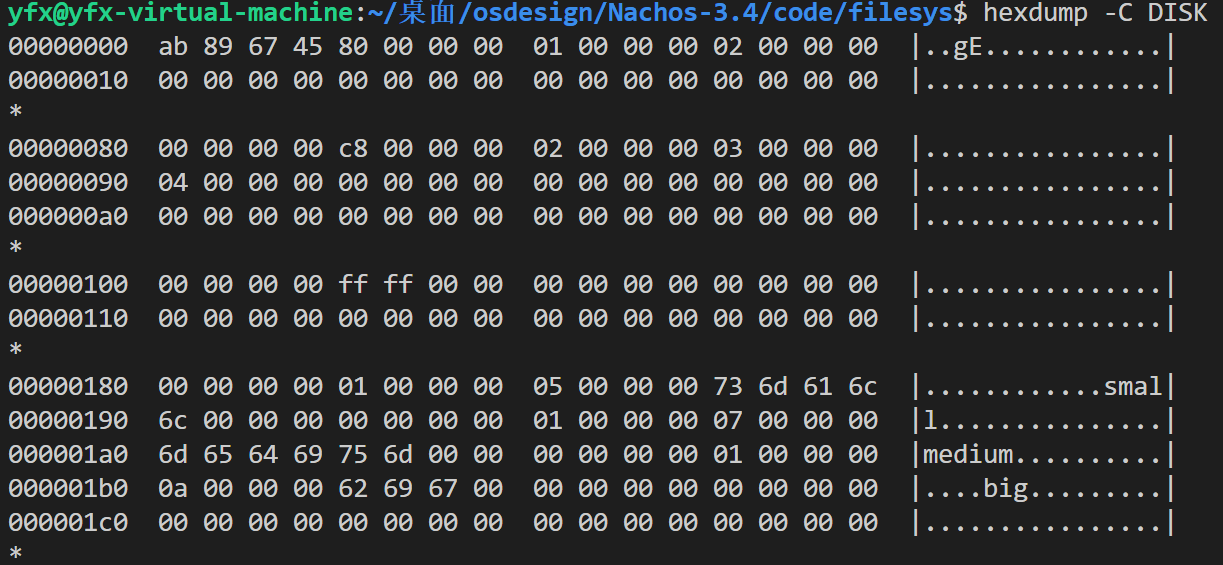 yfx@yfx-virtual-machine:~/桌面/osdesign/Nachos-3.4/code/filesys$ hexdump -C DISK
00000000  ab 89 67 45 80 00 00 00  01 00 00 00 02 00 00 00  |..gE............|
00000010  00 00 00 00 00 00 00 00  00 00 00 00 00 00 00 00  |................|
*
00000080  00 00 00 00 c8 00 00 00  02 00 00 00 03 00 00 00  |................|
00000090  04 00 00 00 00 00 00 00  00 00 00 00 00 00 00 00  |................|
000000a0  00 00 00 00 00 00 00 00  00 00 00 00 00 00 00 00  |................|
*
00000100  00 00 00 00 ff ff 00 00  00 00 00 00 00 00 00 00  |................|
00000110  00 00 00 00 00 00 00 00  00 00 00 00 00 00 00 00  |................|
*
00000180  00 00 00 00 01 00 00 00  05 00 00 00 73 6d 61 6c  |............smal|
00000190  6c 00 00 00 00 00 00 00  01 00 00 00 07 00 00 00  |l...............|
000001a0  6d 65 64 69 75 6d 00 00  00 00 00 00 01 00 00 00  |medium..........|
000001b0  0a 00 00 00 62 69 67 00  00 00 00 00 00 00 00 00  |....big.........|
000001c0  00 00 00 00 00 00 00 00  00 00 00 00 00 00 00 00  |................|
*